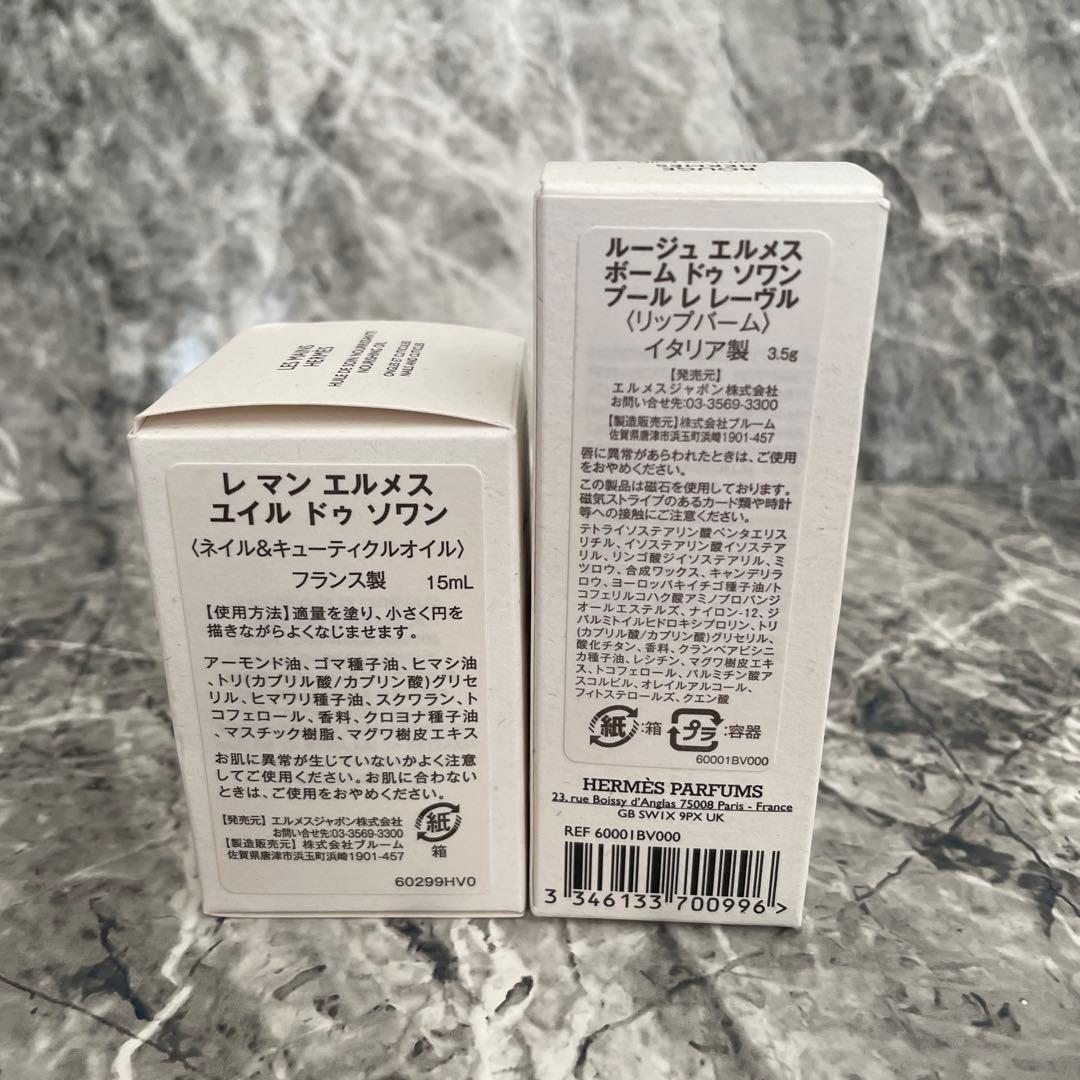 LES MAINS
HERMÈS
HUILE DE SOIN NOURRISSANTE
NOURISHING OIL
ONGLES ET CUTICULES
NAILS AND CUTICLES
レ マン エルメス
ユイル ドゥ ソワン
〈ネイル&キューティクルオイル〉
フランス製 15mL
【使用方法】適量を塗り、小さく円を
描きながらよくなじませます。
アーモンド油、ゴマ種子油、ヒマシ油
、トリ(カプリル酸/カプリン酸)グリセ
リル、ヒマワリ種子油、スクワラン、ト
コフェロール、香料、クロヨナ種子油
、マスチック樹脂、マグワ樹皮エキス
お肌に異常が生じていないかよく注意
してご使用ください。お肌に合わない
ときは、ご使用をおやめください。
【発売元】エルメスジャポン株式会社
お問い合せ先:03-3569-3300
【製造販売元】株式会社ブルーム
佐賀県唐津市浜玉町浜崎1901-457
紙
箱
60299HV0
ROUGE
HERMÈS
ルージュ エルメス
ボーム ドゥ ソワン
プール レ レーヴル
〈リップバーム〉
イタリア製 3.5g
【発売元】
エルメスジャポン株式会社
お問い合せ先:03-3569-3300
【製造販売元】株式会社ブルーム
佐賀県唐津市浜玉町浜崎1901-457
唇に異常があらわれたときは、ご使用
をおやめください。
この製品は磁石を使用しております。
磁気ストライプのあるカード類や時計
等への接触にご注意ください。
テトライソステアリン酸ペンタエリス
リチル、イソステアリン酸イソステア
リル、リンゴ酸ジイソステアリル、ミ
ツロウ、合成ワックス、キャンデリラ
ロウ、ヨーロッパキイチゴ種子油/ト
コフェリルコハク酸アミノプロパンジ
オールエステルズ、ナイロン-12、ジ
パルミトイルヒドロキシプロリン、トリ
(カプリル酸/カプリン酸)グリセリル、
酸化チタン、香料、クランベアビシニ
カ種子油、レシチン、マグワ樹皮エキ
ス、トコフェロール、パルミチン酸ア
スコルビル、オレイルアルコール、
フィトステロールズ、クエン酸
紙:箱 プラ:容器
60001BV000
HERMÈS PARFUMS
23, rue Boissy d'Anglas 75008 Paris - France
GB SW1X 9PX UK
REF 60001BV000
3 346133 700996 >